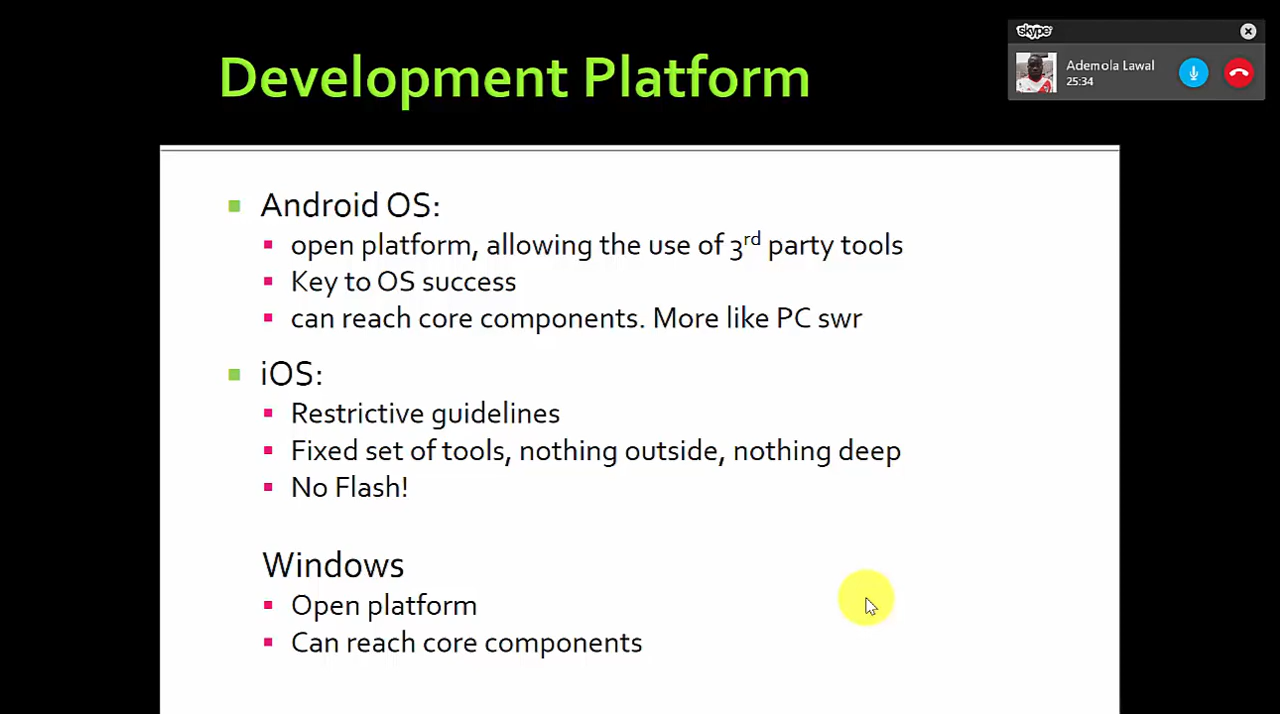 Development Platform
skype
Ademola Lawal
25:34
Android OS:
open platform, allowing the use of 3rd party tools
Key to OS success
can reach core components. More like PC swr
iOS:
Restrictive guidelines
Fixed set of tools, nothing outside, nothing deep
No Flash!
Windows
Open platform
Can reach core components